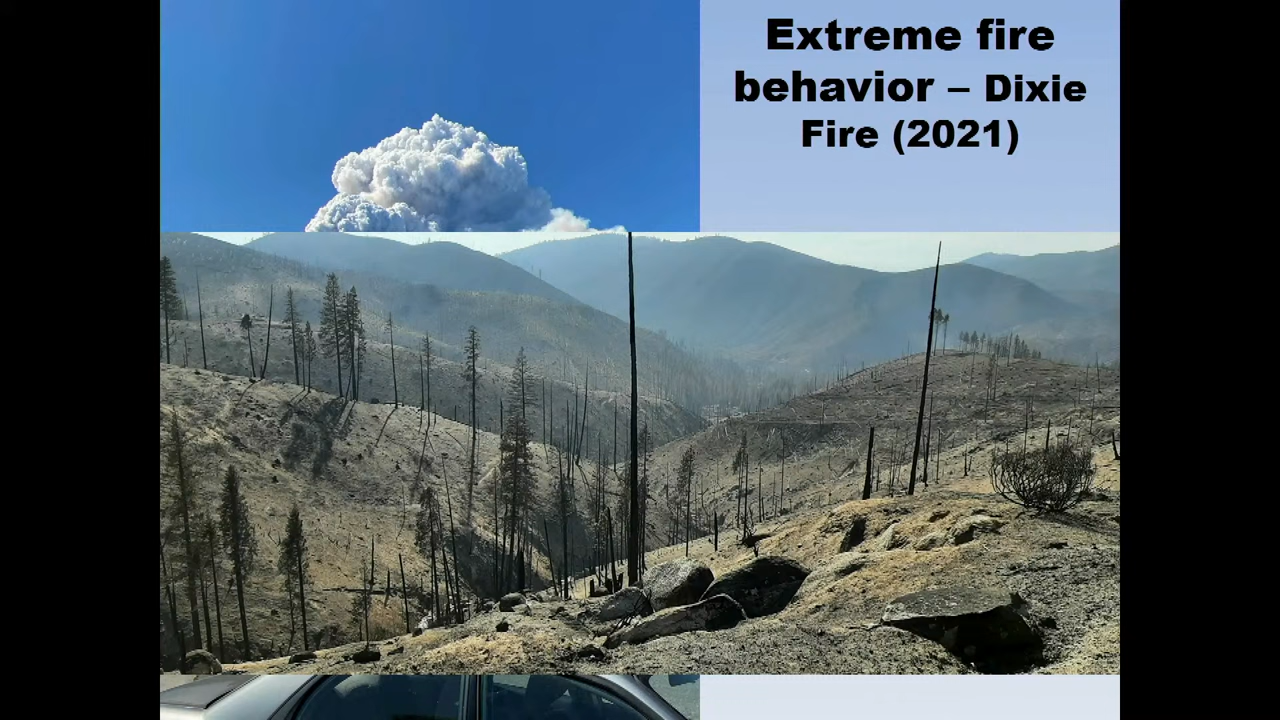 Extreme fire
behavior – Dixie
Fire (2021)